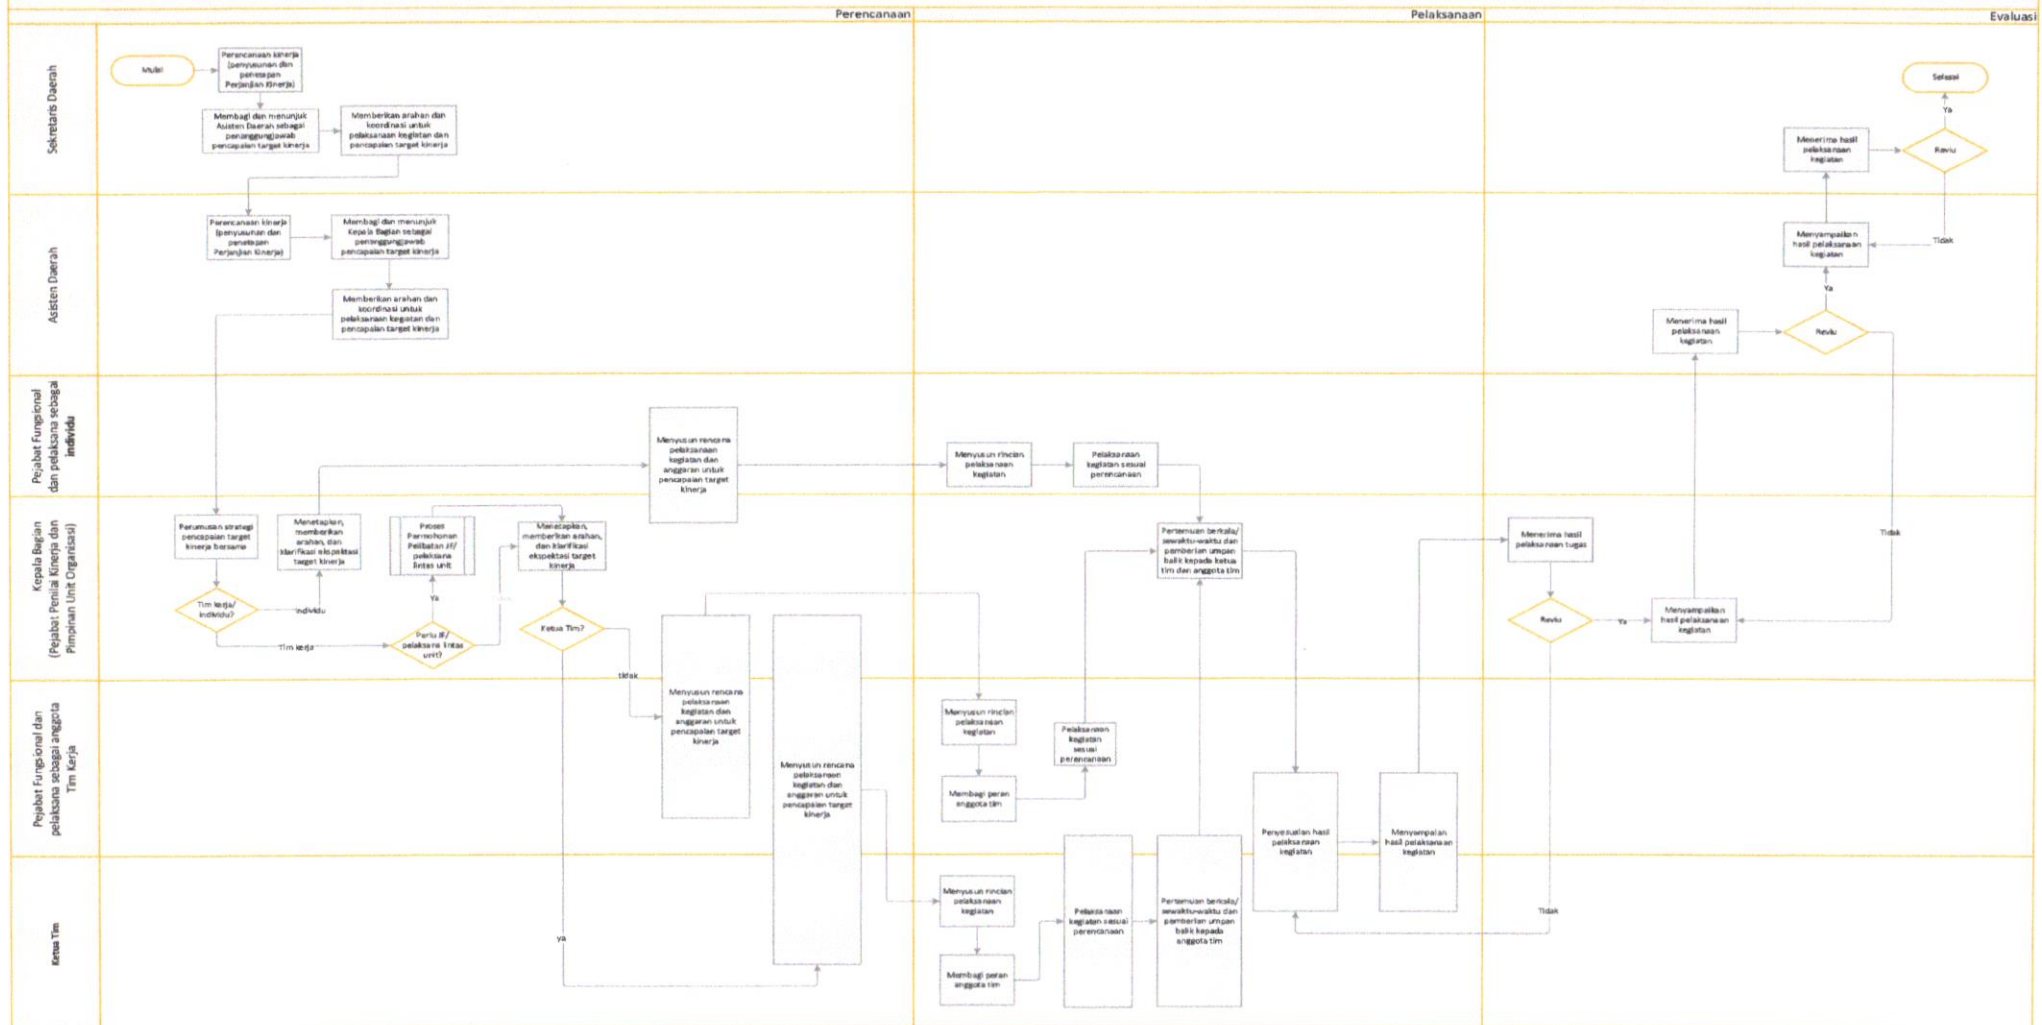 Perencanaan
Pelaksanaan
Evaluasi
Sekretaris Daerah
Mulai
Perencanaan kinerja
(penyusunan dan
penetapan
Perjanjian Kinerja)
Membagi dan menunjuk
Asisten Daerah sebagai
penanggungjawab
pencapaian target kinerja
Memberikan arahan dan
koordinasi untuk
pelaksanaan kegiatan dan
pencapaian target kinerja
Menerima hasil
pelaksanaan
kegiatan
Reviu
Ya
Selesai
Tidak
Asisten Daerah
Perencanaan kinerja
(penyusunan dan
penetapan
Perjanjian Kinerja)
Membagi dan menunjuk
Kepala Bagian sebagai
penanggungjawab
pencapaian target kinerja
Memberikan arahan dan
koordinasi untuk
pelaksanaan kegiatan dan
pencapaian target kinerja
Menyampaikan
hasil pelaksanaan
kegiatan
Ya
Menerima hasil
pelaksanaan
kegiatan
Reviu
Tidak
Pejabat Fungsional
dan pelaksana sebagai
individu
Menyusun rencana
pelaksanaan
kegiatan dan
anggaran untuk
pencapaian target
kinerja
Menyusun rincian
pelaksanaan
kegiatan
Pelaksanaan
kegiatan sesuai
perencanaan
Kepala Bagian
(Pejabat Penilai Kinerja dan
Pimpinan Unit Organisasi)
Perumusan strategi
pencapaian target
kinerja bersama
Tim kerja/
individu?
individu
Tim kerja
Menetapkan,
memberikan
arahan, dan
klarifikasi ekspektasi
target kinerja
Proses
Permohonan
Pelibatan JF/
pelaksana
lintas unit
Ya
Perlu JF/
pelaksana lintas
unit?
Menetapkan,
memberikan arahan,
dan klarifikasi
ekspektasi target
kinerja
Ketua Tim?
tidak
ya
Pertemuan berkala/
sewaktu-waktu dan
pemberian umpan
balik kepada ketua
tim dan anggota tim
Menerima hasil
pelaksanaan tugas
Reviu
Ya
Tidak
Menyampaikan
hasil pelaksanaan
kegiatan
Pejabat Fungsional dan
pelaksana sebagai anggota
Tim Kerja
Menyusun rencana
pelaksanaan
kegiatan dan
anggaran untuk
pencapaian target
kinerja
Menyusun rencana
pelaksanaan
kegiatan dan
anggaran untuk
pencapaian target
kinerja
Menyusun rincian
pelaksanaan
kegiatan
Membagi peran
anggota tim
Pelaksanaan
kegiatan
sesuai
perencanaan
Penyesuaian hasil
pelaksanaan
kegiatan
Menyampaian
hasil pelaksanaan
kegiatan
Ketua Tim
Menyusun rincian
pelaksanaan
kegiatan
Membagi peran
anggota tim
Pelaksanaan
kegiatan sesuai
perencanaan
Pertemuan berkala/
sewaktu-waktu dan
pemberian umpan
balik kepada
anggota tim